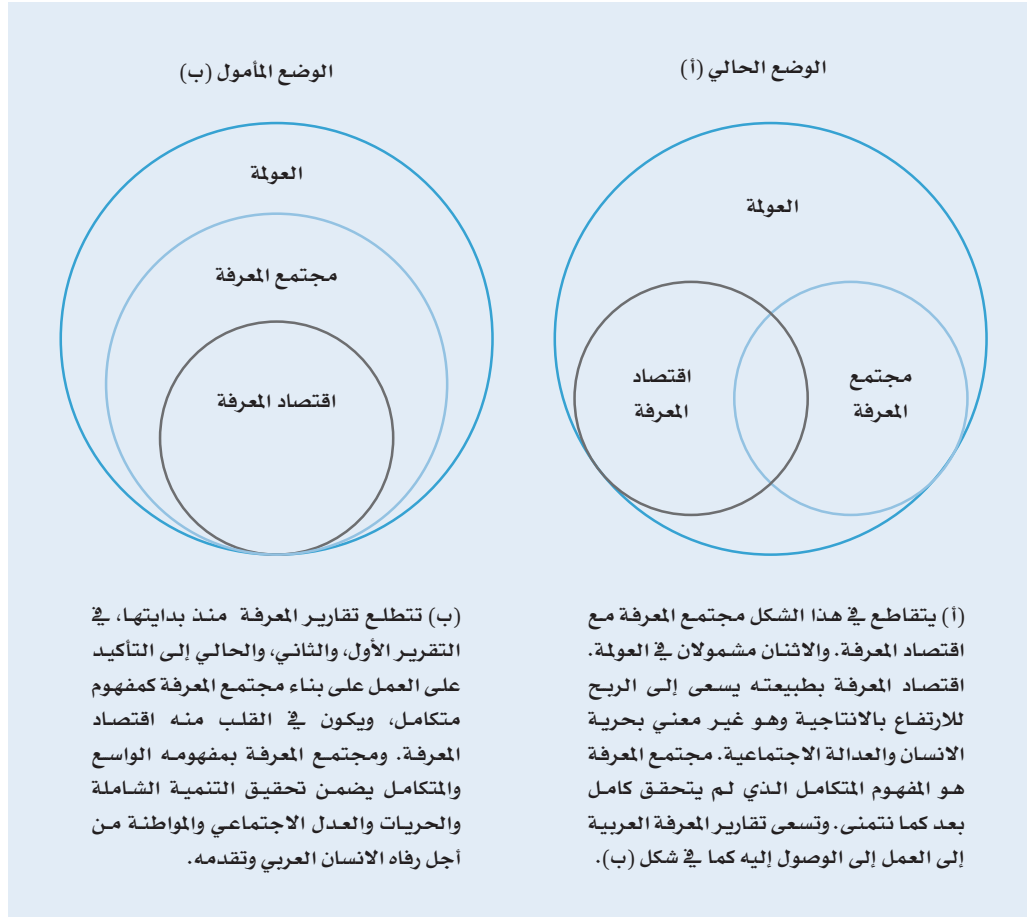 الوضع الحالي (أ)
العولمة
مجتمع
المعرفة
اقتصاد
المعرفة
(أ) يتقاطع في هذا الشكل مجتمع المعرفة مع
اقتصاد المعرفة. والاثنان مشمولان في العولمة.
اقتصاد المعرفة بطبيعته يسعى إلى الربح
للارتفاع بالانتاجية وهو غير معني بحرية
الانسان والعدالة الاجتماعية. مجتمع المعرفة
هو المفهوم المتكامل الذي لم يتحقق كامل
بعد كما نتمنى. وتسعى تقارير المعرفة العربية
إلى العمل إلى الوصول إليه كما في شكل (ب).
الوضع المأمول (ب)
العولمة
مجتمع المعرفة
اقتصاد المعرفة
(ب) تتطلع تقارير المعرفة منذ بدايتها، في
التقرير الأول، والثاني، والحالي إلى التأكيد
على العمل على بناء مجتمع المعرفة كمفهوم
متكامل، ويكون في القلب منه اقتصاد
المعرفة. ومجتمع المعرفة بمفهومه الواسع
والمتكامل يضمن تحقيق التنمية الشاملة
والحريات والعدل الاجتماعي والمواطنة من
أجل رفاه الانسان العربي وتقدمه.